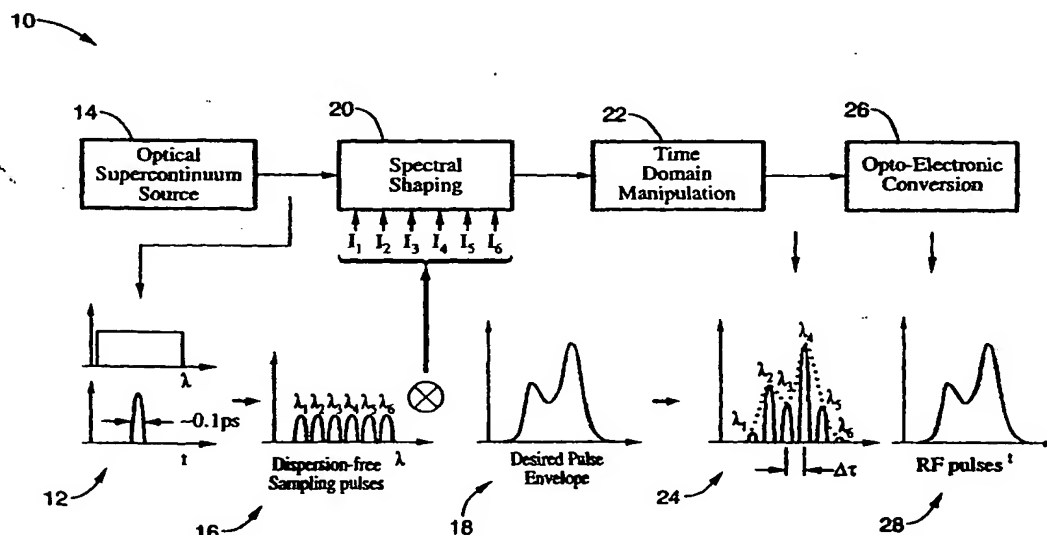 10
14
20
22
26
Optical
Supercontinuum
Source
Spectral
Shaping
Time
Domain
Manipulation
Opto-Electronic
Conversion
I₁ I₂ I₃ I₄ I₅ I₆
λ
~0.1ps
t
12
λ₁ λ₂ λ₃ λ₄ λ₅ λ₆
λ
Dispersion-free
Sampling pulses
16
Desired Pulse
Envelope
18
λ₁ λ₂ λ₃ λ₄ λ₅ λ₆
Δτ
24
RF pulses t
28